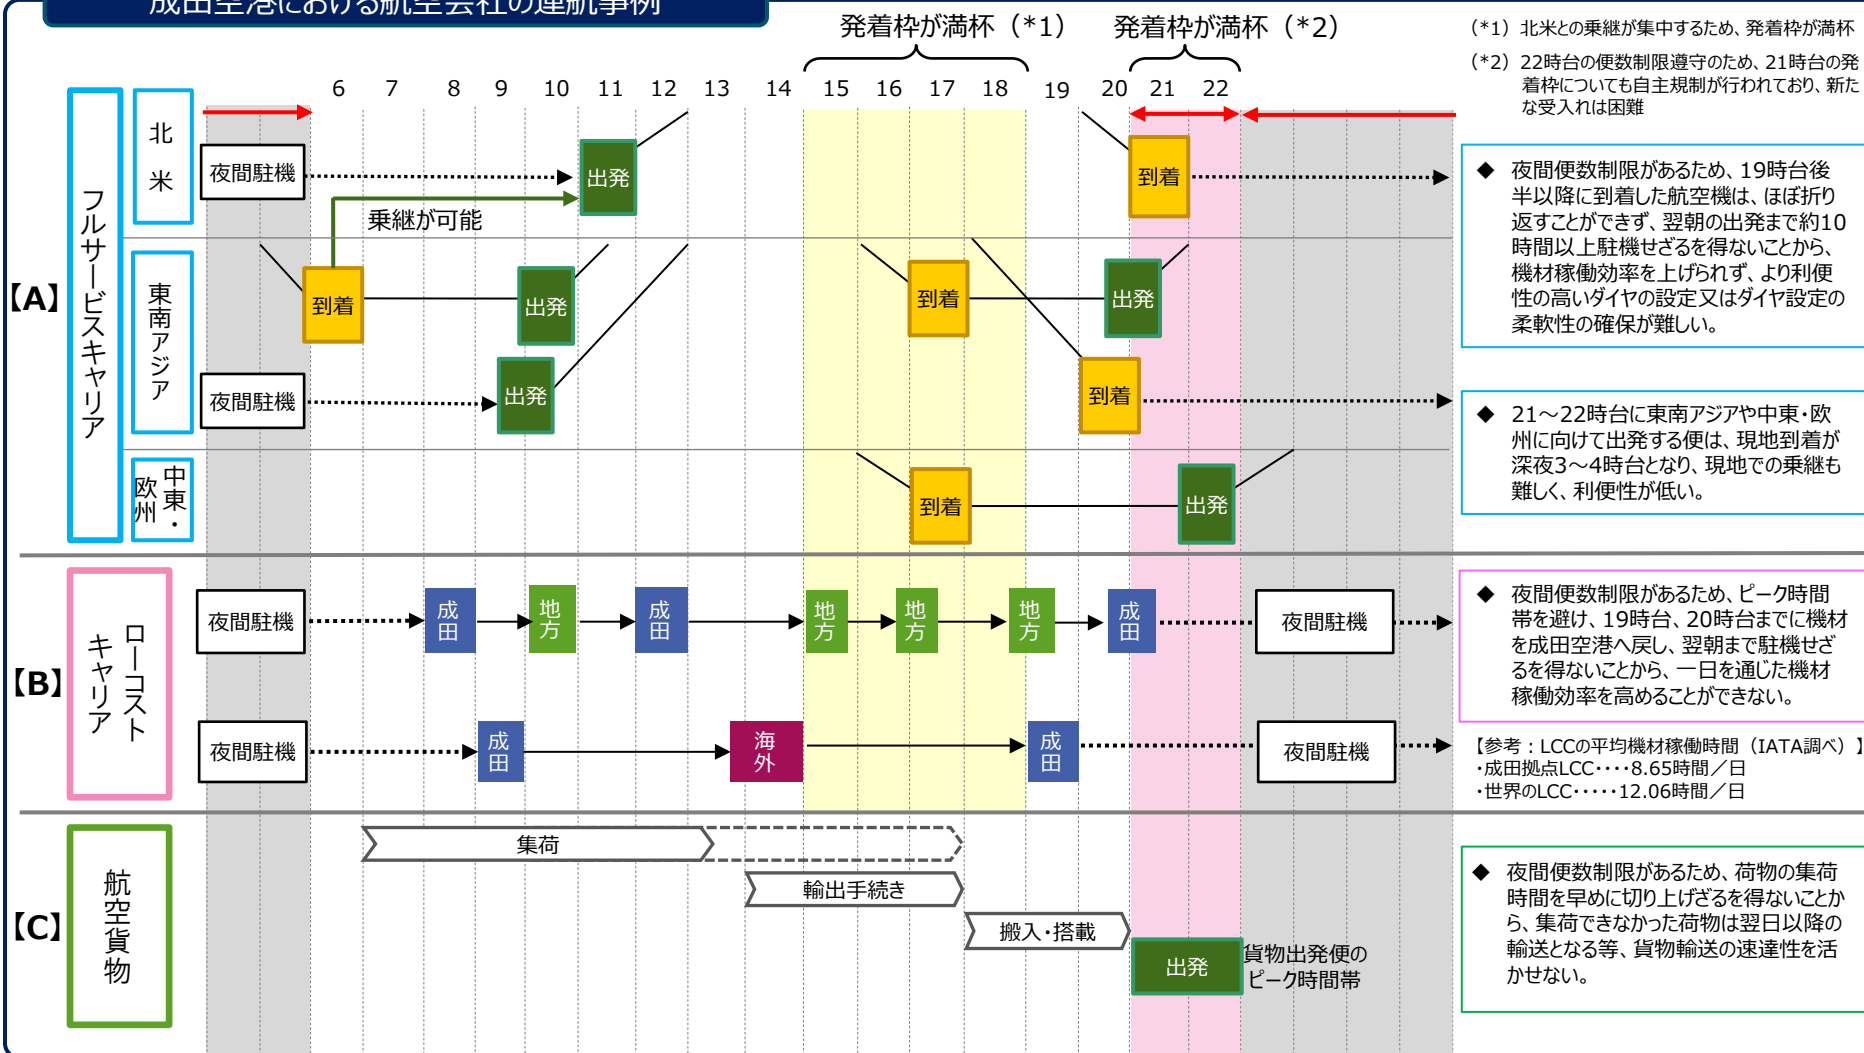 成田空港における航空会社の運航事例
発着枠が満杯（*1）
発着枠が満杯（*2）
（*1）北米との乗継が集中するため、発着枠が満杯
（*2）22時台の便数制限遵守のため、21時台の発
着枠についても自主規制が行われており、新た
な受入れは困難
6 7 8 9 10 11 12 13 14 15 16 17 18 19 20 21 22
【A】
フルサービスキャリア
北米
夜間駐機
出発
到着
乗継が可能
東南アジア
到着
出発
到着
出発
夜間駐機
出発
到着
中東・
欧州
到着
出発
◆ 夜間便数制限があるため、19時台後
半以降に到着した航空機は、ほぼ折り
返すことができず、翌朝の出発まで約10
時間以上駐機せざるを得ないことから、
機材稼働効率を上げられず、より利便
性の高いダイヤの設定又はダイヤ設定の
柔軟性の確保が難しい。
◆ 21～22時台に東南アジアや中東・欧
州に向けて出発する便は、現地到着が
深夜3～4時台となり、現地での乗継も
難しく、利便性が低い。
【B】
ローコスト
キャリア
夜間駐機
成田
地方
成田
地方
地方
地方
成田
夜間駐機
夜間駐機
成田
海外
成田
夜間駐機
◆ 夜間便数制限があるため、ピーク時間
帯を避け、19時台、20時台までに機材
を成田空港へ戻し、翌朝まで駐機せざ
るを得ないことから、一日を通じた機材
稼働効率を高めることができない。
【参考：LCCの平均機材稼働時間（IATA調べ）】
・成田拠点LCC・・・・8.65時間／日
・世界のLCC・・・・・12.06時間／日
【C】
航空貨物
集荷
輸出手続き
搬入・搭載
出発
貨物出発便の
ピーク時間帯
◆ 夜間便数制限があるため、荷物の集荷
時間を早めに切り上げざるを得ないことか
ら、集荷できなかった荷物は翌日以降の
輸送となる等、貨物輸送の速達性を活
かせない。